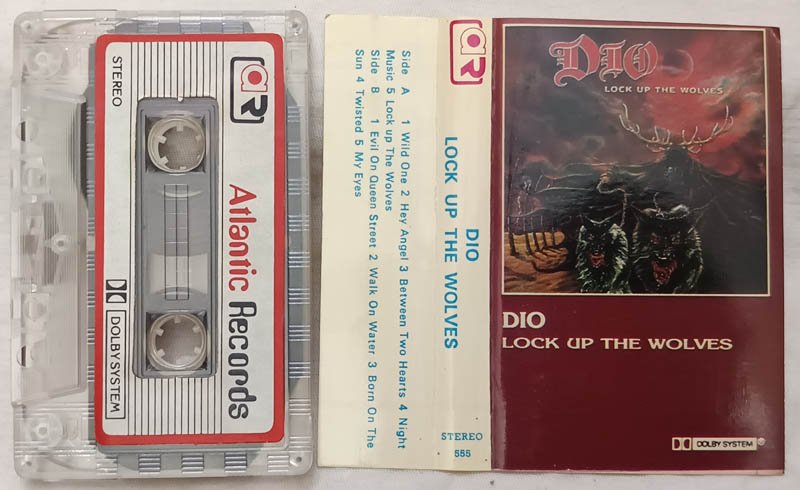 STEREO
ar
Atlantic Records
DOLBY SYSTEM
ar
Side A 1 Wild One 2 Hey Angel 3 Between Two Hearts 4 Night
Music 5 Lock up The Wolves
Side B 1 Evil On Queen Street 2 Walk On Water 3 Born On The
Sun 4 Twisted 5 My Eyes
DIO
LOCK UP THE WOLVES
STEREO
555
DIO
LOCK UP THE WOLVES
DIO
LOCK UP THE WOLVES
DOLBY SYSTEM